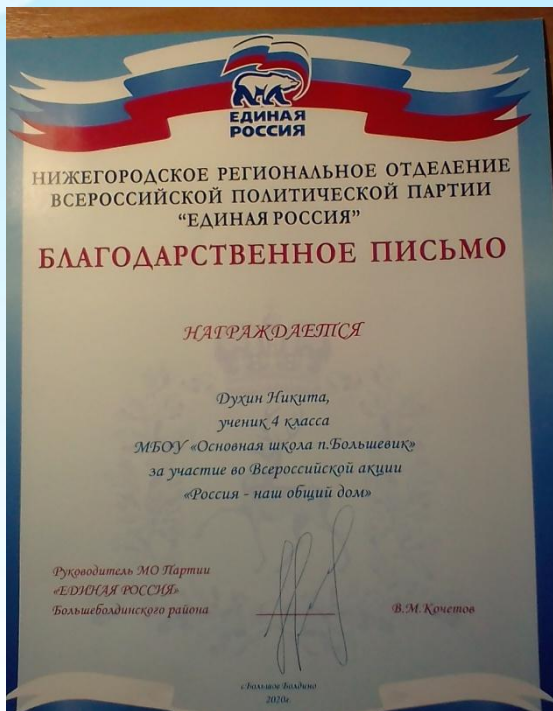 ЕДИНАЯ
РОССИЯ
НИЖЕГОРОДСКОЕ РЕГИОНАЛЬНОЕ ОТДЕЛЕНИЕ
ВСЕРОССИЙСКОЙ ПОЛИТИЧЕСКОЙ ПАРТИИ
"ЕДИНАЯ РОССИЯ"
БЛАГОДАРСТВЕННОЕ ПИСЬМО
НАГРАЖДАЕТСЯ
Духин Никита,
ученик 4 класса
МБОУ «Основная школа п.Большевик»
за участие во Всероссийской акции
«Россия - наш общий дом»
Руководитель МО Партии
«ЕДИНАЯ РОССИЯ»
Большеболдинского района
В.М.Кочетов
с.Большое Болдино
2020г.